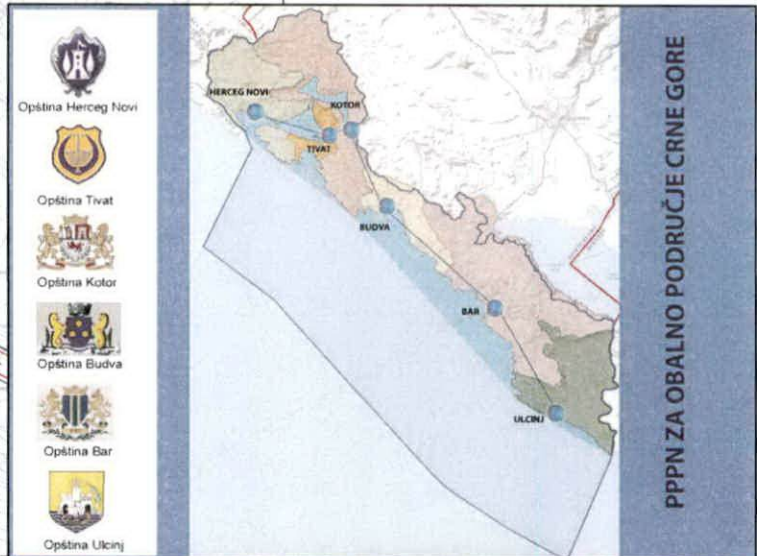 Opština Herceg Novi
Opština Tivat
Opština Kotor
Opština Budva
Opština Bar
Opština Ulcinj
HERCEG NOVI
KOTOR
TIVAT
BUDVA
BAR
ULCINJ
PPPN ZA OBALNO PODRUČJE CRNE GORE